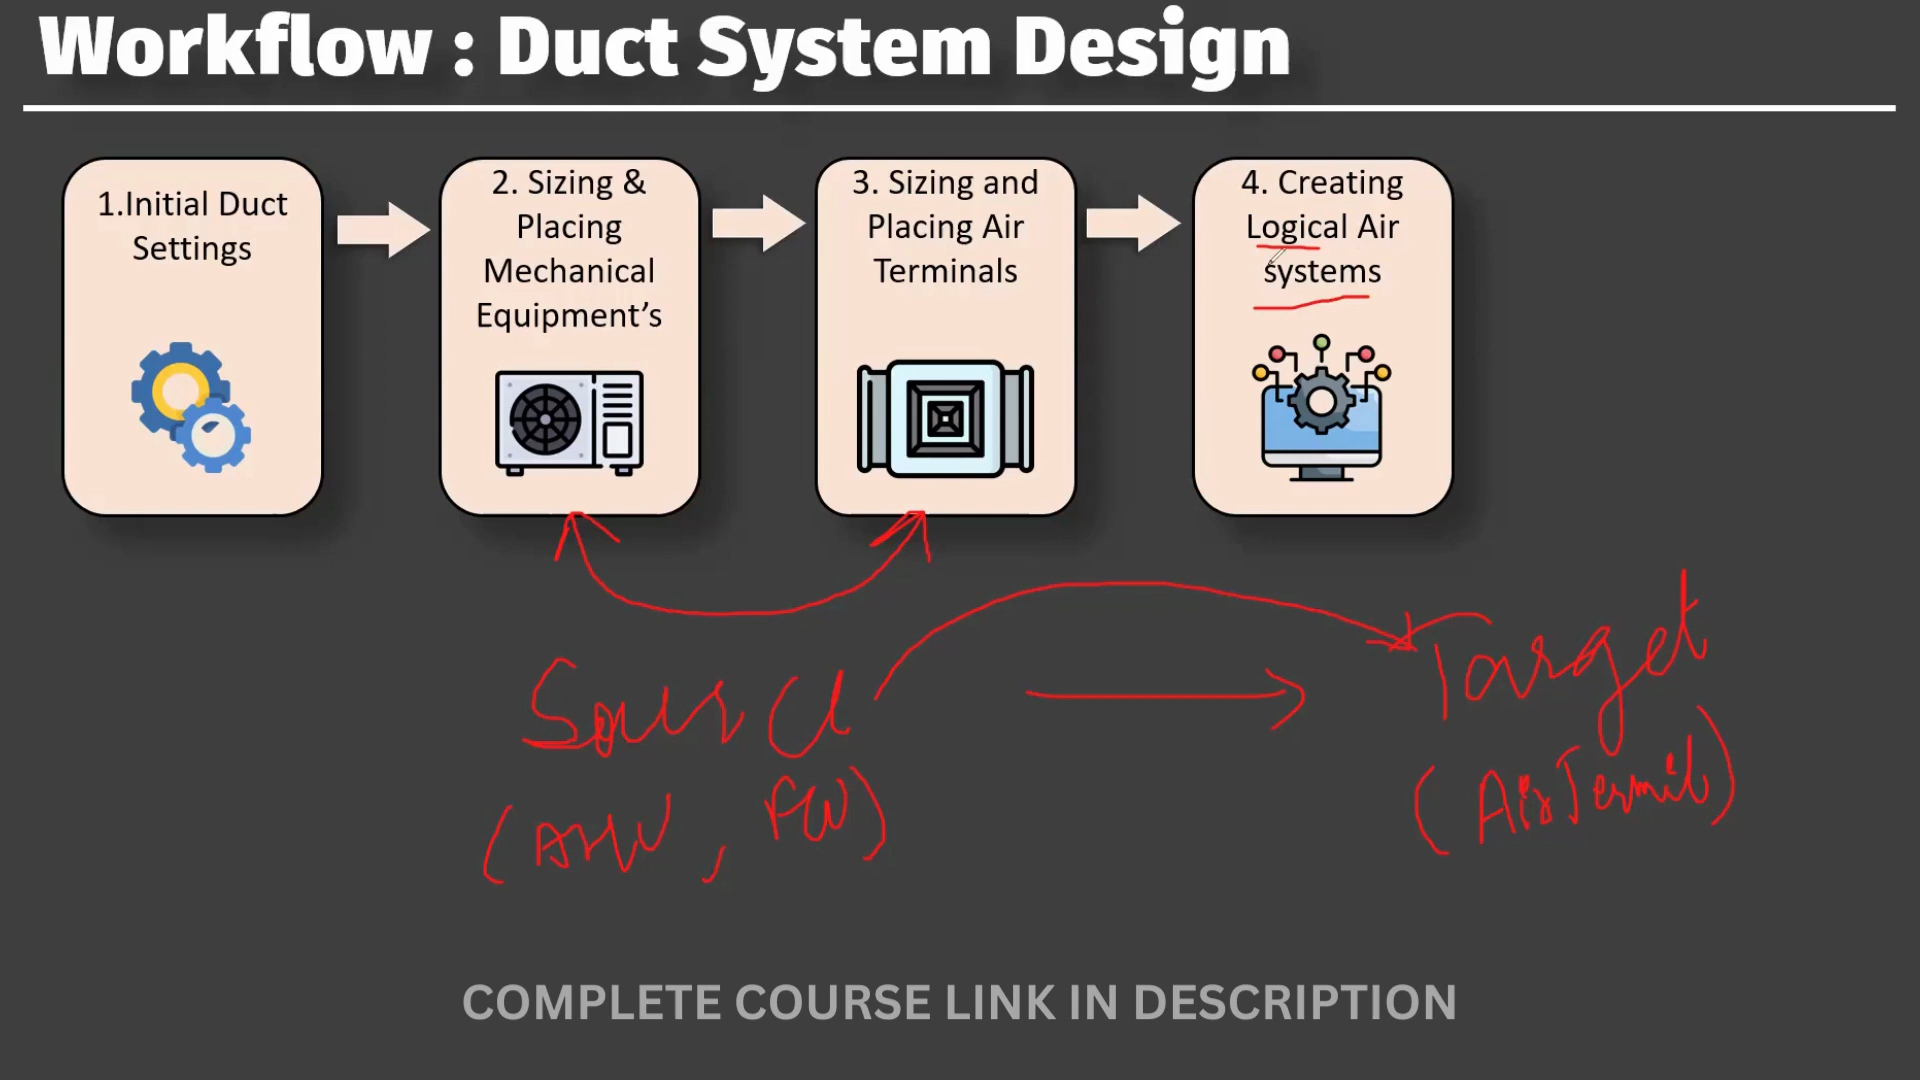 Workflow : Duct System Design
1.Initial Duct
Settings
2. Sizing &
Placing
Mechanical
Equipment’s
3. Sizing and
Placing Air
Terminals
4. Creating
Logical Air
systems
Target
(Air
COMPLETE COURSE LINK IN DESCRIPTION